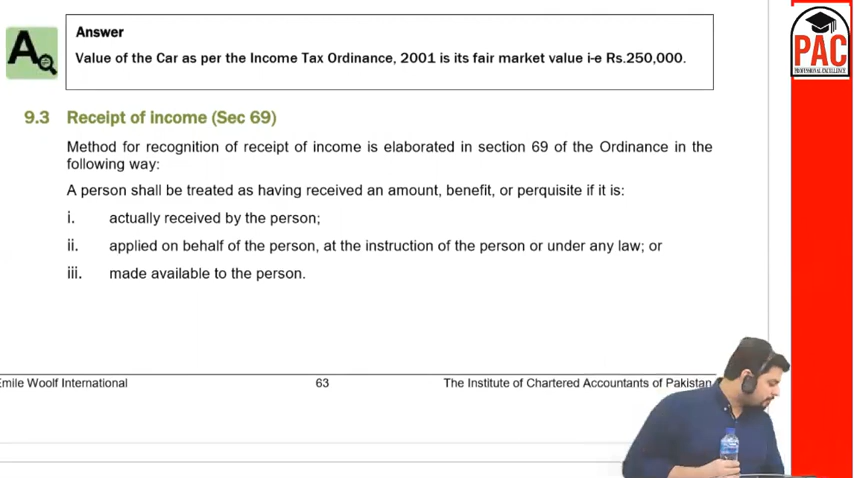 Answer
Value of the Car as per the Income Tax Ordinance, 2001 is its fair market value i-e Rs.250,000.
PAC
PROFESSIONAL EXCELLENCE
9.3 Receipt of income (Sec 69)
Method for recognition of receipt of income is elaborated in section 69 of the Ordinance in the
following way:
A person shall be treated as having received an amount, benefit, or perquisite if it is:
i. actually received by the person;
ii. applied on behalf of the person, at the instruction of the person or under any law; or
iii. made available to the person.
Emile Woolf International 63 The Institute of Chartered Accountants of Pakistan